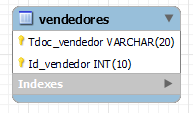 vendedores
Tdoc_vendedor VARCHAR(20)
Id_vendedor INT(10)
Indexes